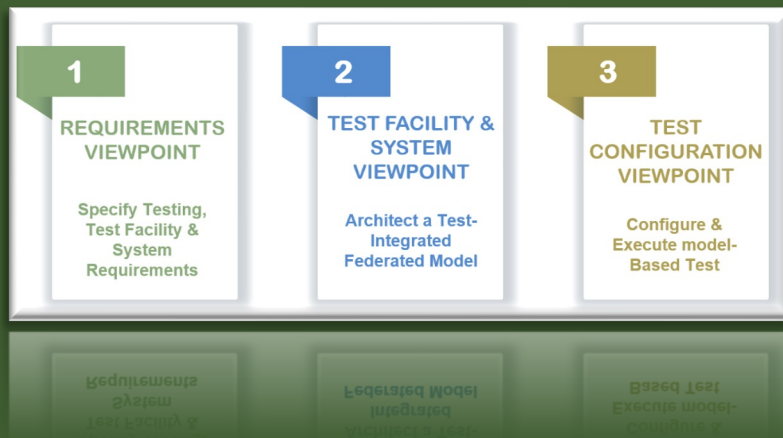 1
REQUIREMENTS
VIEWPOINT
Specify Testing,
Test Facility &
System
Requirements
2
TEST FACILITY &
SYSTEM
VIEWPOINT
Architect a Test-
Integrated
Federated Model
3
TEST
CONFIGURATION
VIEWPOINT
Configure &
Execute model-
Based Test